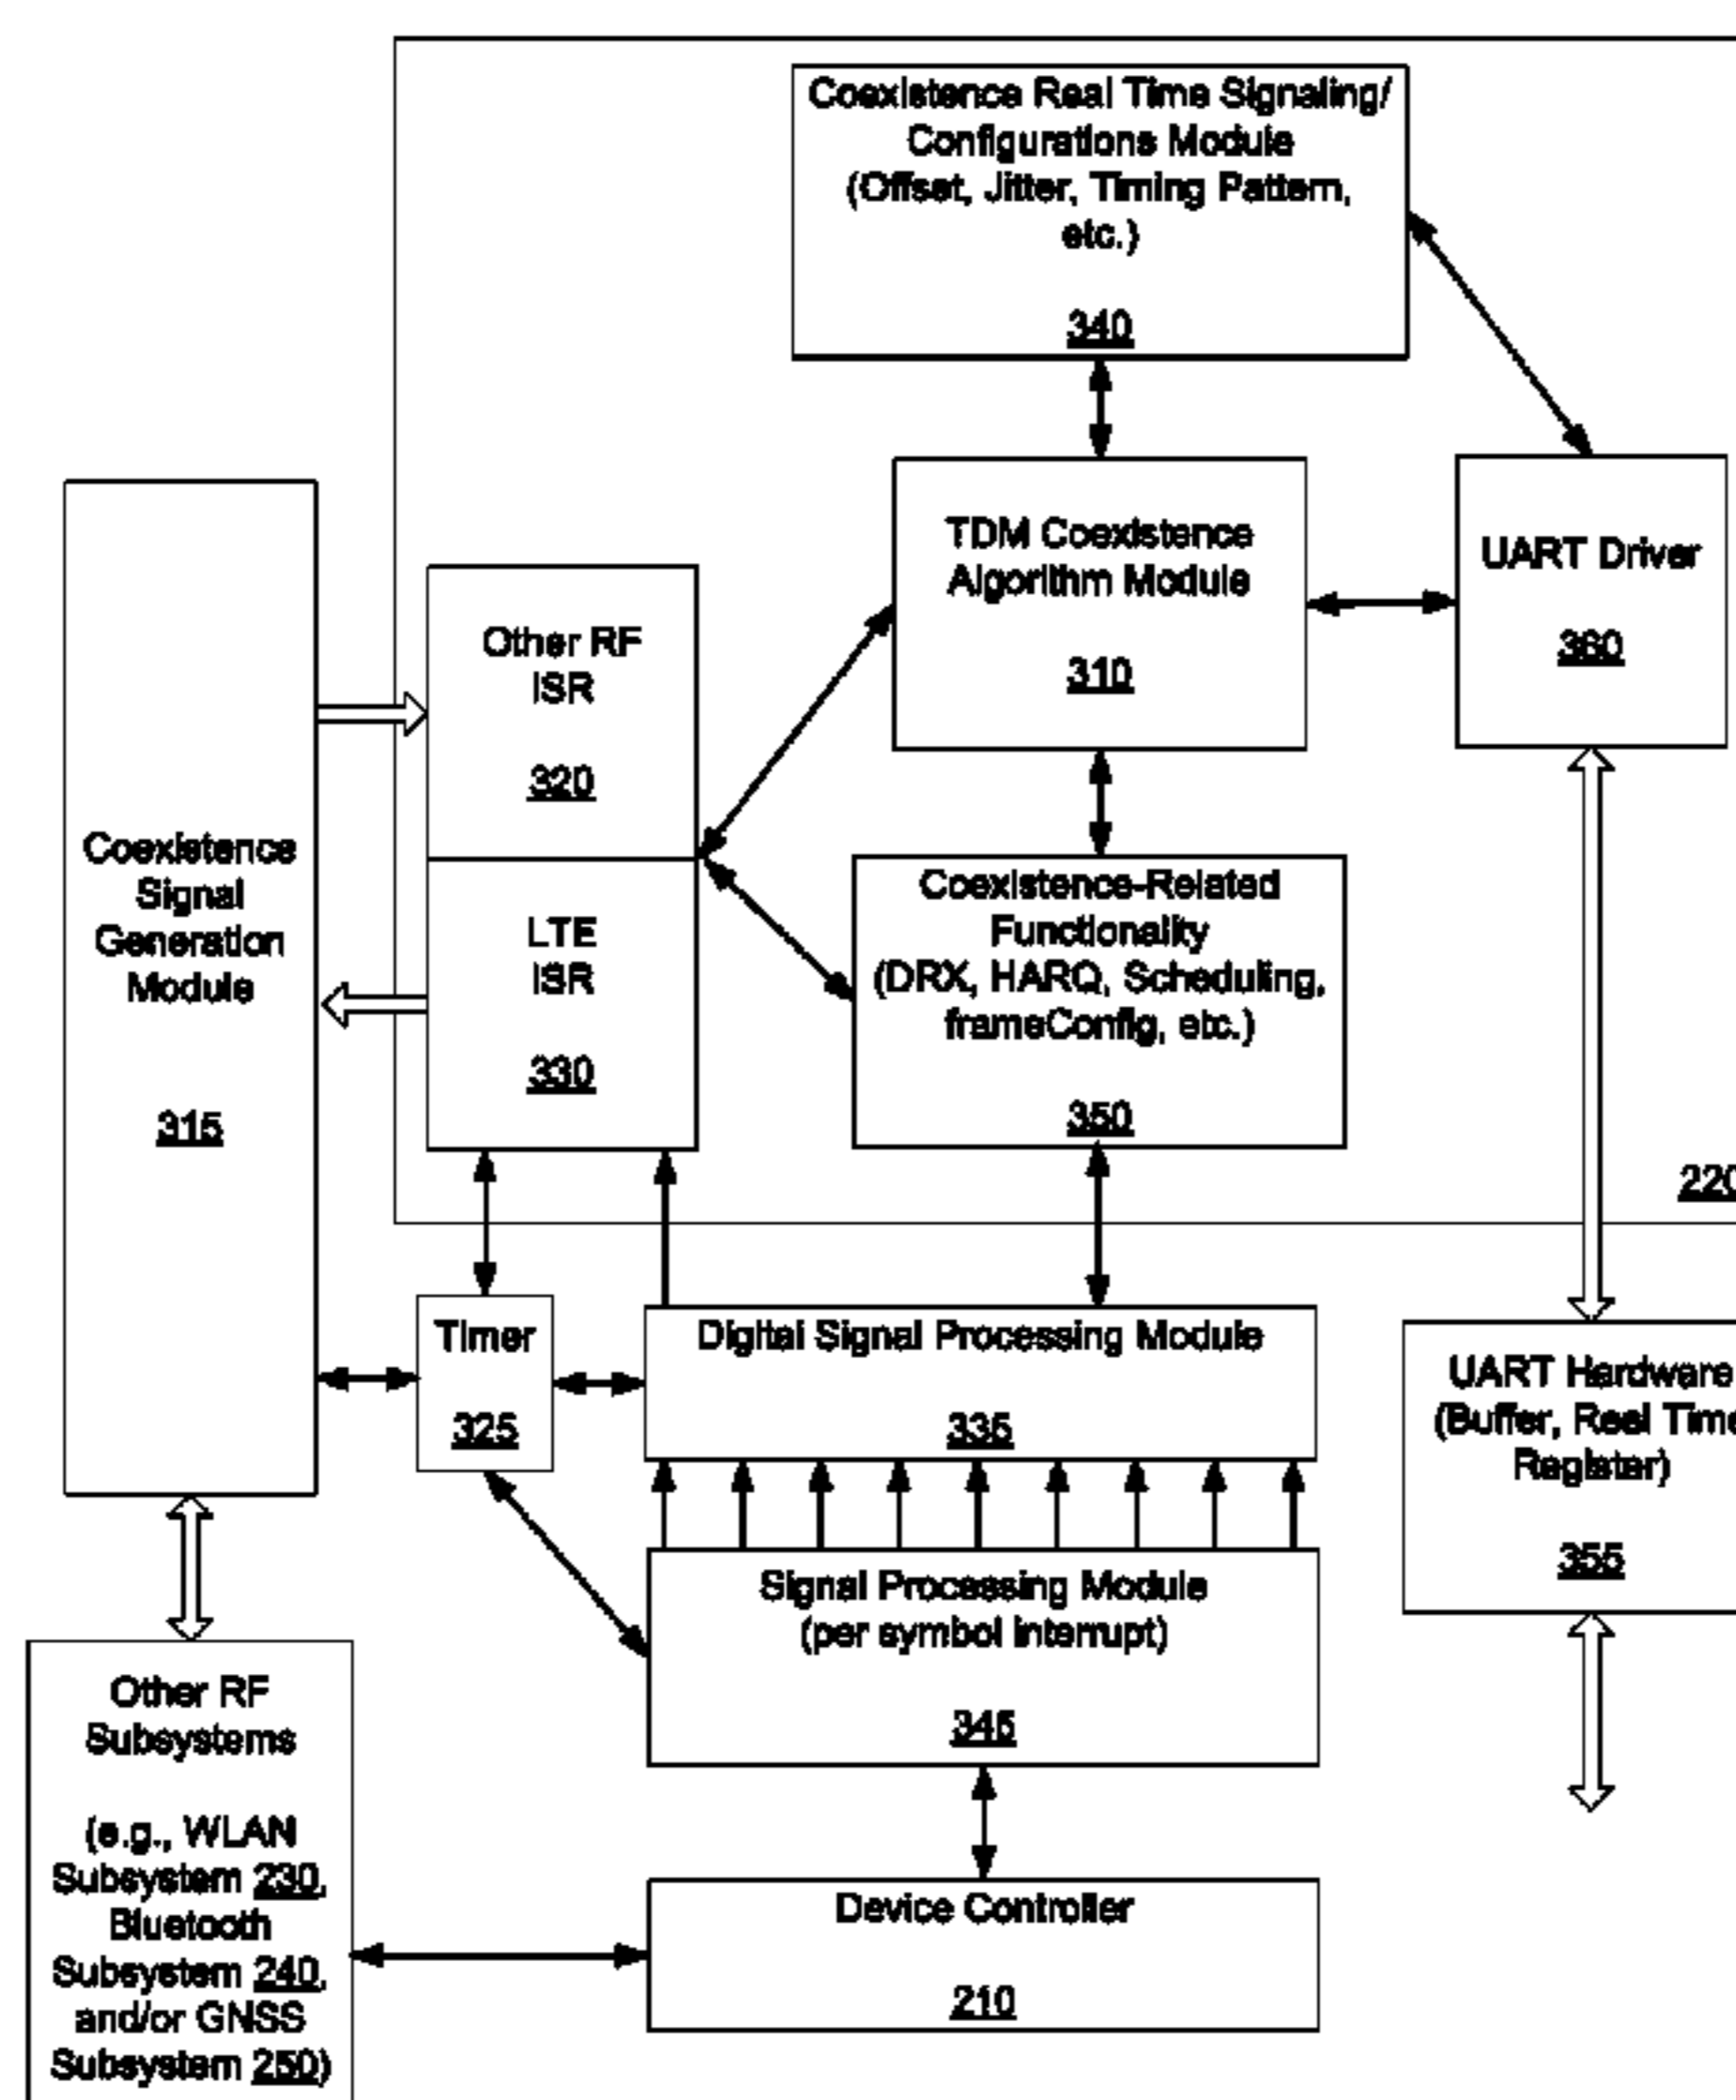 Coexistence Real Time Signaling/
Configurations Module
(Offset, Jitter, Timing Pattern,
etc.)
340
TDM Coexistence
Algorithm Module
310
UART Driver
360
Other RF
ISR
320
LTE
ISR
330
Coexistence
Signal
Generation
Module
315
Coexistence-Related
Functionality
(DRX, HARQ, Scheduling,
frameConfig, etc.)
350
220
Timer
325
Digital Signal Processing Module
335
UART Hardware
(Buffer, Real Time
Register)
355
Signal Processing Module
(per symbol interrupt)
345
Other RF
Subsystems
(e.g., WLAN
Subsystem 230,
Bluetooth
Subsystem 240,
and/or GNSS
Subsystem 250)
Device Controller
210